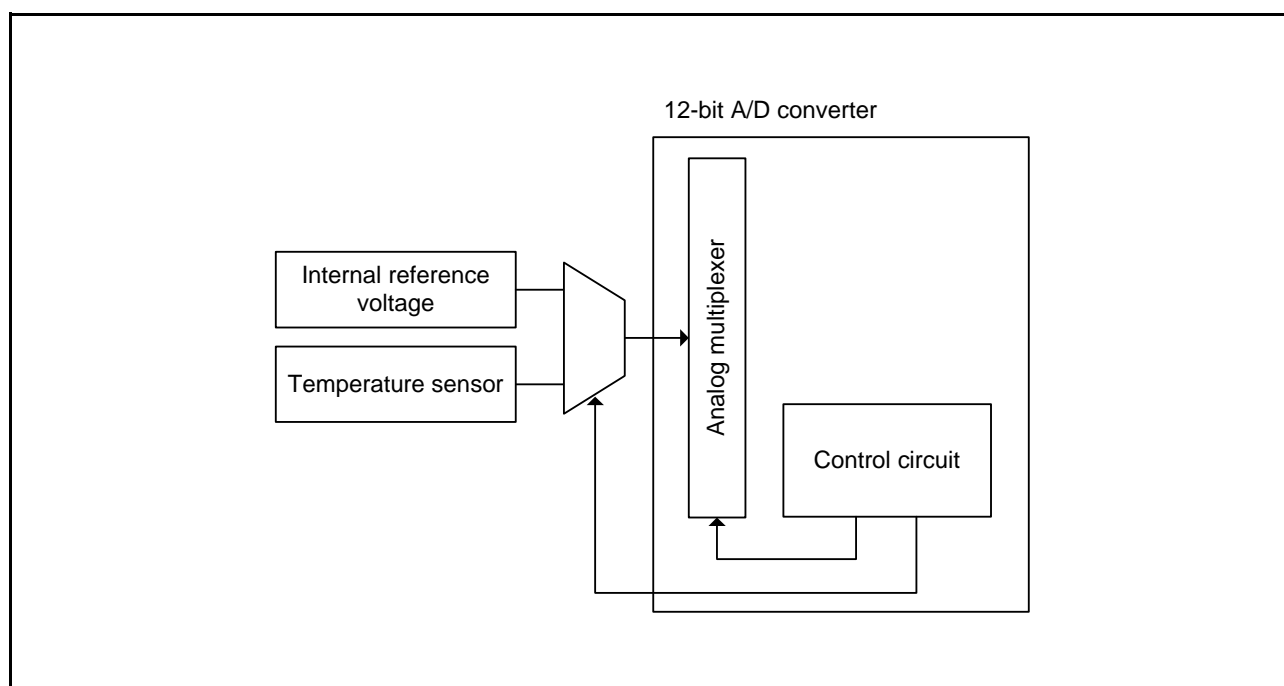 12-bit A/D converter
Internal reference
voltage
Temperature sensor
Analog multiplexer
Control circuit